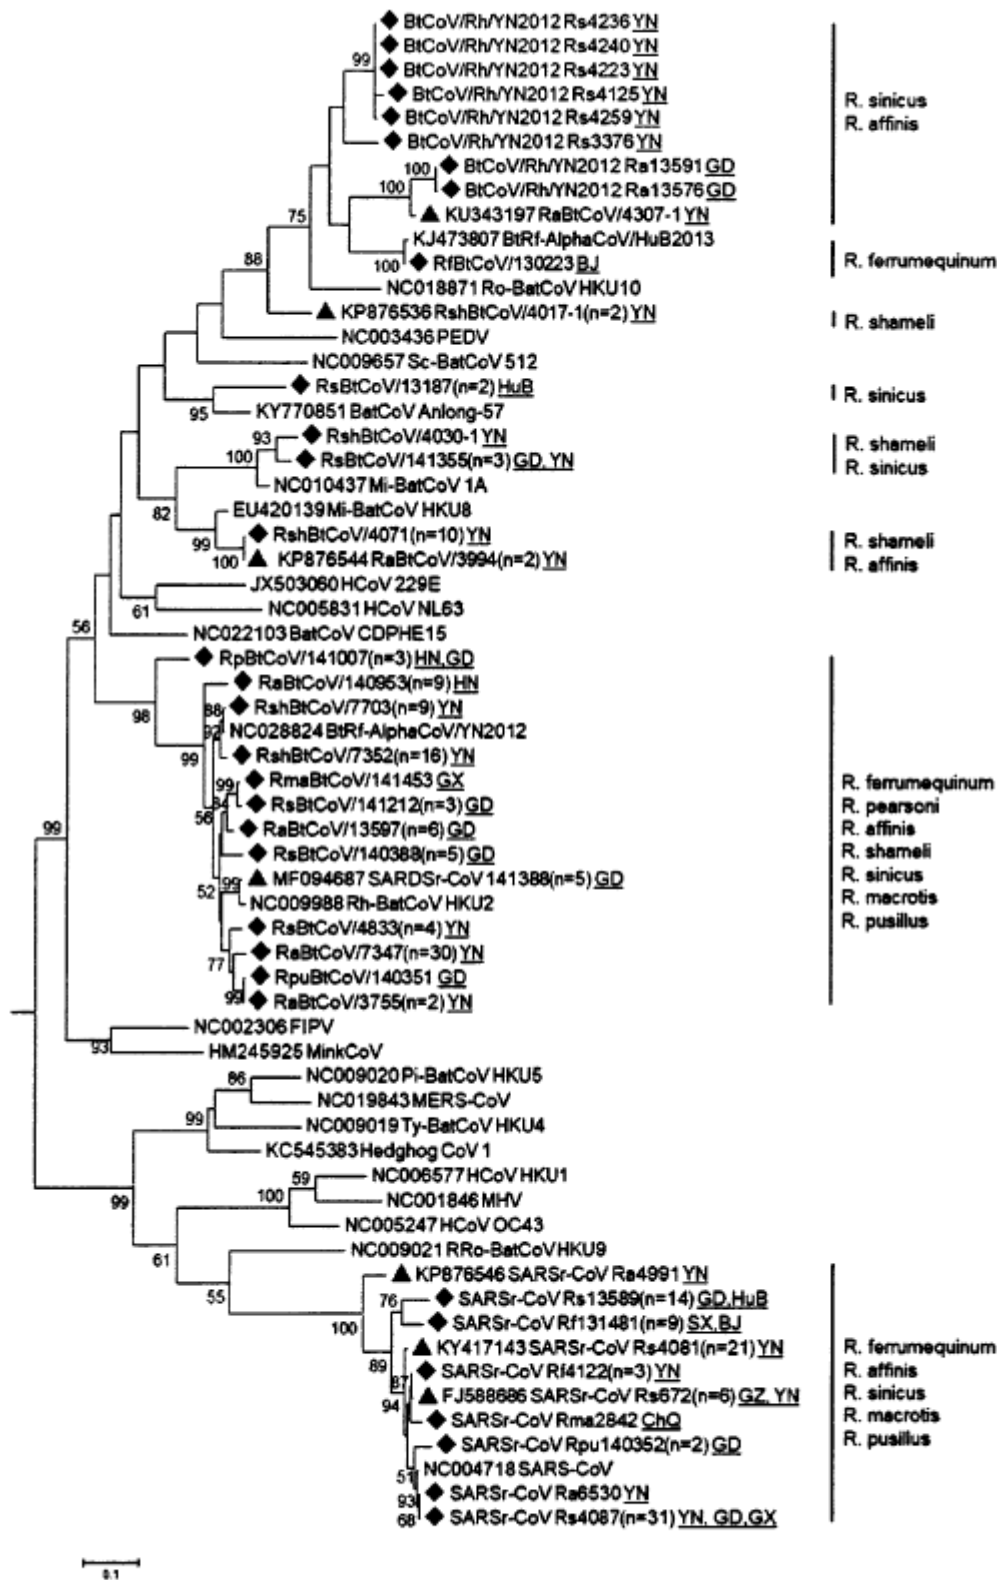 BtCoV/Rh/YN2012 Rs4236 YN
BtCoV/Rh/YN2012 Rs4240 YN
99
BtCoV/Rh/YN2012 Rs4223 YN
BtCoV/Rh/YN2012 Rs4125 YN
R. sinicus
BtCoV/Rh/YN2012 Rs4259 YN
R. affinis
BtCoV/Rh/YN2012 Rs3376 YN
100
BtCoV/Rh/YN2012 Ra13591 GD
100
BtCoV/Rh/YN2012 Ra13576 GD
75
KU343197 RaBtCoV/4307-1 YN
KJ473807 BtRf-AlphaCoV/HuB2013
88
100
RfBtCoV/130223 BJ
R. ferrumequinum
NC018871 Ro-BatCoV HKU10
KP876536 RshBtCoV/4017-1(n=2) YN
R. shameli
NC003436 PEDV
NC009657 Sc-BatCoV 512
RsBtCoV/13187(n=2) HuB
R. sinicus
95
KY770851 BatCoV Anlong-57
93
RshBtCoV/4030-1 YN
R. shameli
100
RsBtCoV/141355(n=3) GD, YN
R. sinicus
NC010437 Mi-BatCoV 1A
82
EU420139 Mi-BatCoV HKU8
99
RshBtCoV/4071(n=10) YN
R. shameli
100
KP876544 RaBtCoV/3994(n=2) YN
R. affinis
JX503060 HCoV 229E
61
NC005831 HCoV NL63
56
NC022103 BatCoV CDPHE15
RpBtCoV/141007(n=3) HN,GD
RaBtCoV/140953(n=9) HN
98
88
RshBtCoV/7703(n=9) YN
92
NC028824 BtRf-AlphaCoV/YN2012
99
RshBtCoV/7352(n=16) YN
99
RmaBtCoV/141453 GX
R. ferrumequinum
84
RsBtCoV/141212(n=3) GD
R. pearsoni
99
56
RaBtCoV/13597(n=6) GD
R. affinis
RsBtCoV/140388(n=5) GD
R. shameli
99
MF094687 SARDSr-CoV 141388(n=5) GD
R. sinicus
52
NC009988 Rh-BatCoV HKU2
R. macrotis
RsBtCoV/4833(n=4) YN
R. pusillus
77
RaBtCoV/7347(n=30) YN
RpuBtCoV/140351 GD
99
RaBtCoV/3755(n=2) YN
NC002306 FIPV
93
HM245925 MinkCoV
86
NC009020 Pi-BatCoV HKU5
NC019843 MERS-CoV
99
NC009019 Ty-BatCoV HKU4
KC545383 Hedghog CoV 1
59
NC006577 HCoV HKU1
99
100
NC001846 MHV
NC005247 HCoV OC43
61
NC009021 RRo-BatCoVHKU9
KP876546 SARSr-CoV Ra4991 YN
55
76
SARSr-CoV Rs13589(n=14) GD,HuB
100
SARSr-CoV Rf131481(n=9) SX,BJ
KY417143 SARSr-CoV Rs4081(n=21) YN
R. ferrumequinum
89
87
SARSr-CoV Rf4122(n=3) YN
R. affinis
FJ588686 SARSr-CoV Rs672(n=6) GZ, YN
R. sinicus
94
SARSr-CoV Rma2842 ChQ
R. macrotis
SARSr-CoV Rpu140352(n=2) GD
R. pusillus
51
NC004718 SARS-CoV
93
SARSr-CoV Ra6530 YN
68
SARSr-CoV Rs4087(n=31) YN, GD,GX
0.1